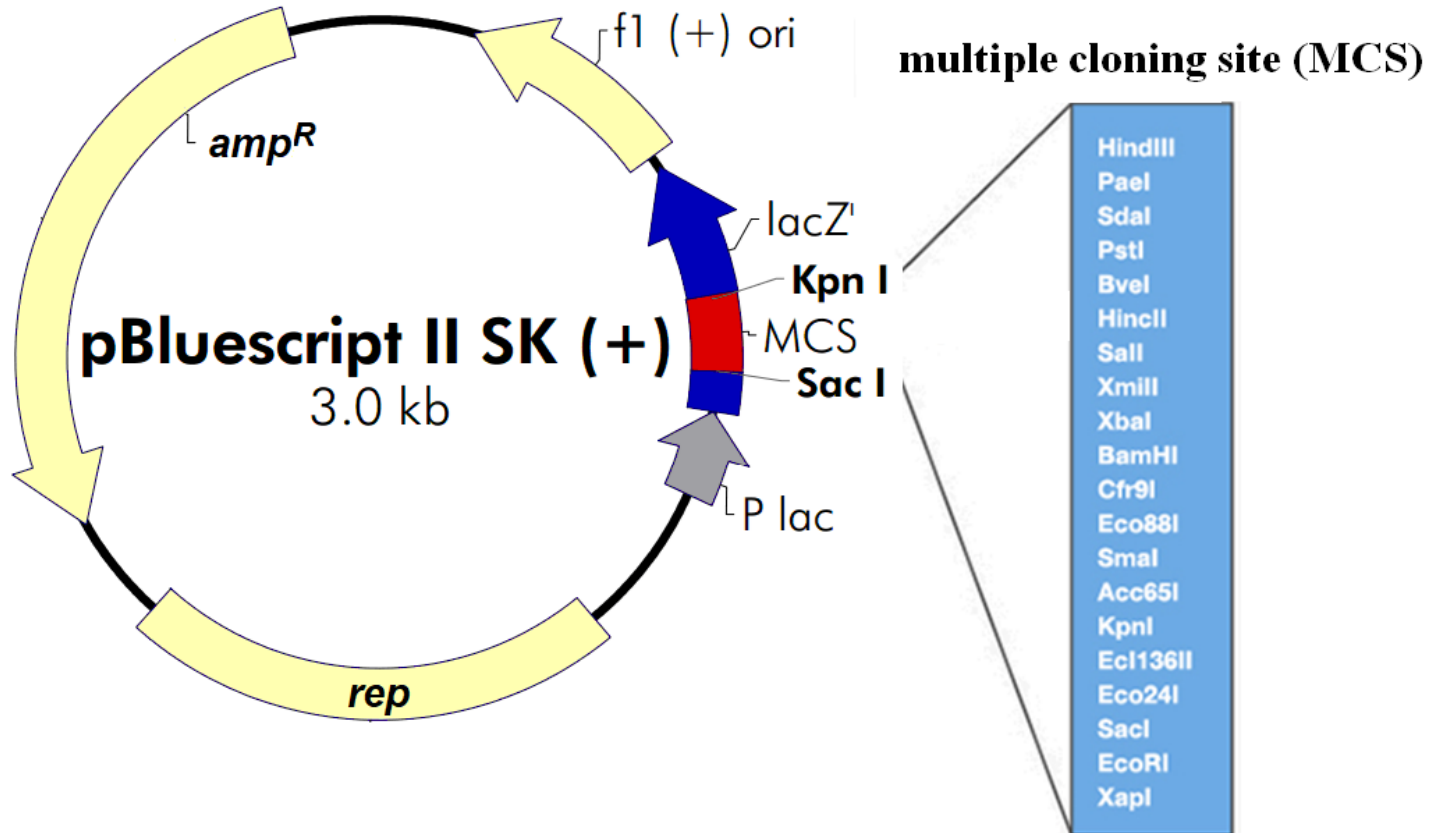 f1 (+) ori
multiple cloning site (MCS)
ampR
lacZ'
Kpn I
MCS
Sac I
pBluescript II SK (+)
3.0 kb
P lac
rep
HindIII
PaeI
SdaI
PstI
BveI
HincII
SalI
XmiII
XbaI
BamHI
Cfr9I
Eco88I
SmaI
Acc65I
KpnI
Ecl136II
Eco24I
SacI
EcoRI
XapI